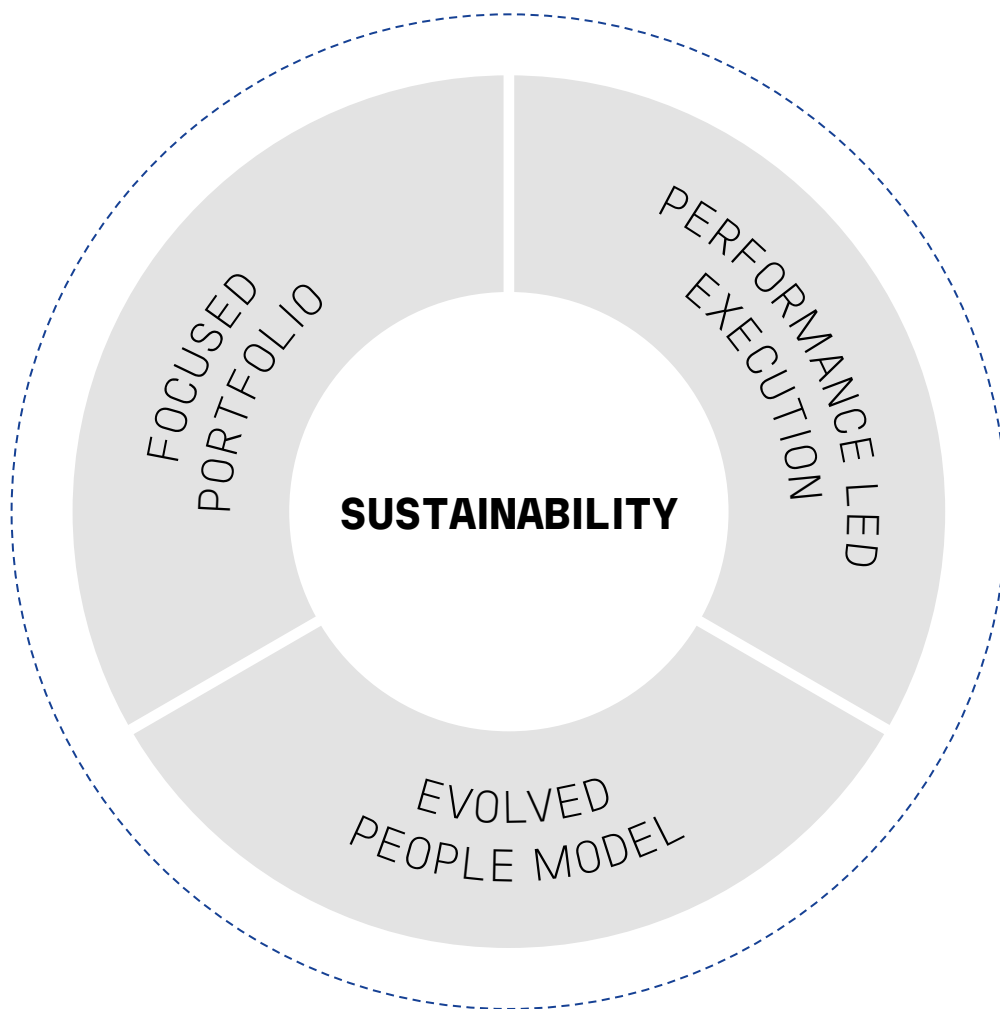 FOCUSED
PORTFOLIO
PERFORMANCE LED
EXECUTION
SUSTAINABILITY
EVOLVED
PEOPLE MODEL